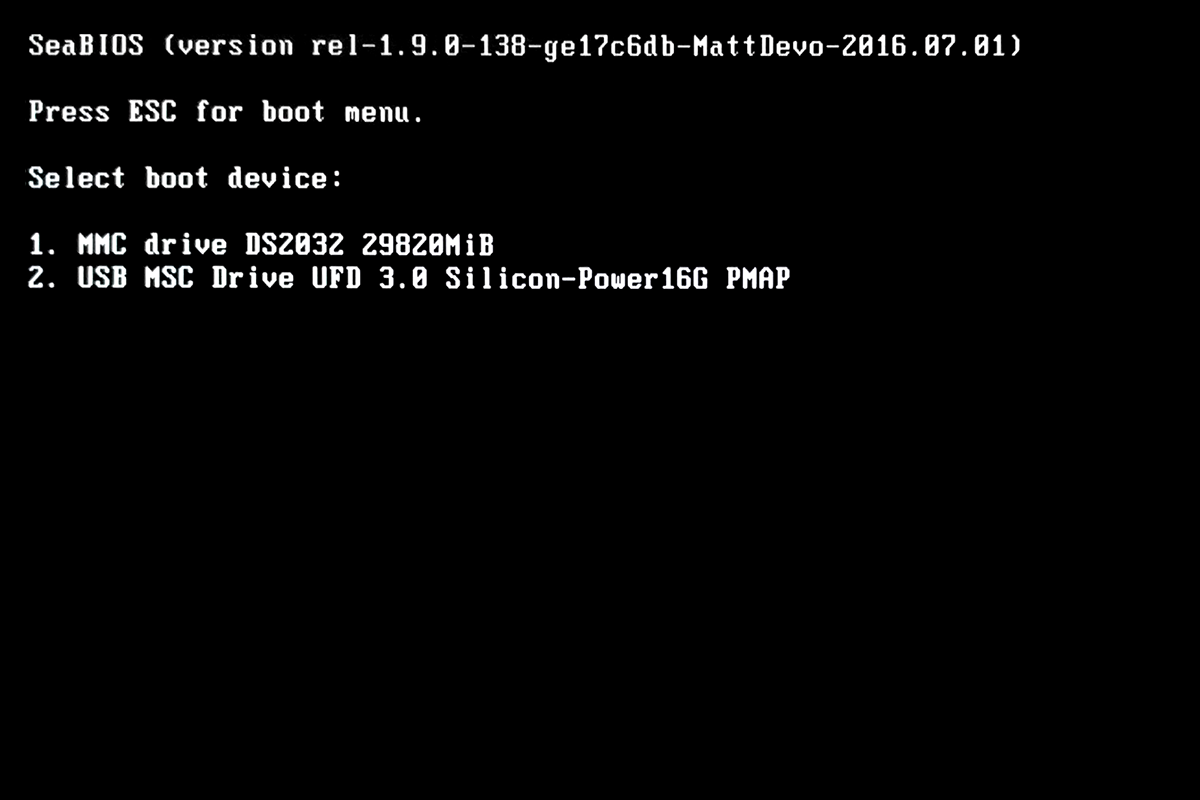 SeaBIOS (version rel-1.9.0-138-ge17c6db-MattDevo-2016.07.01)
Press ESC for boot menu.
Select boot device:
1. MMC drive DS2032 29820MiB
2. USB MSC Drive UFD 3.0 Silicon-Power16G PMAP